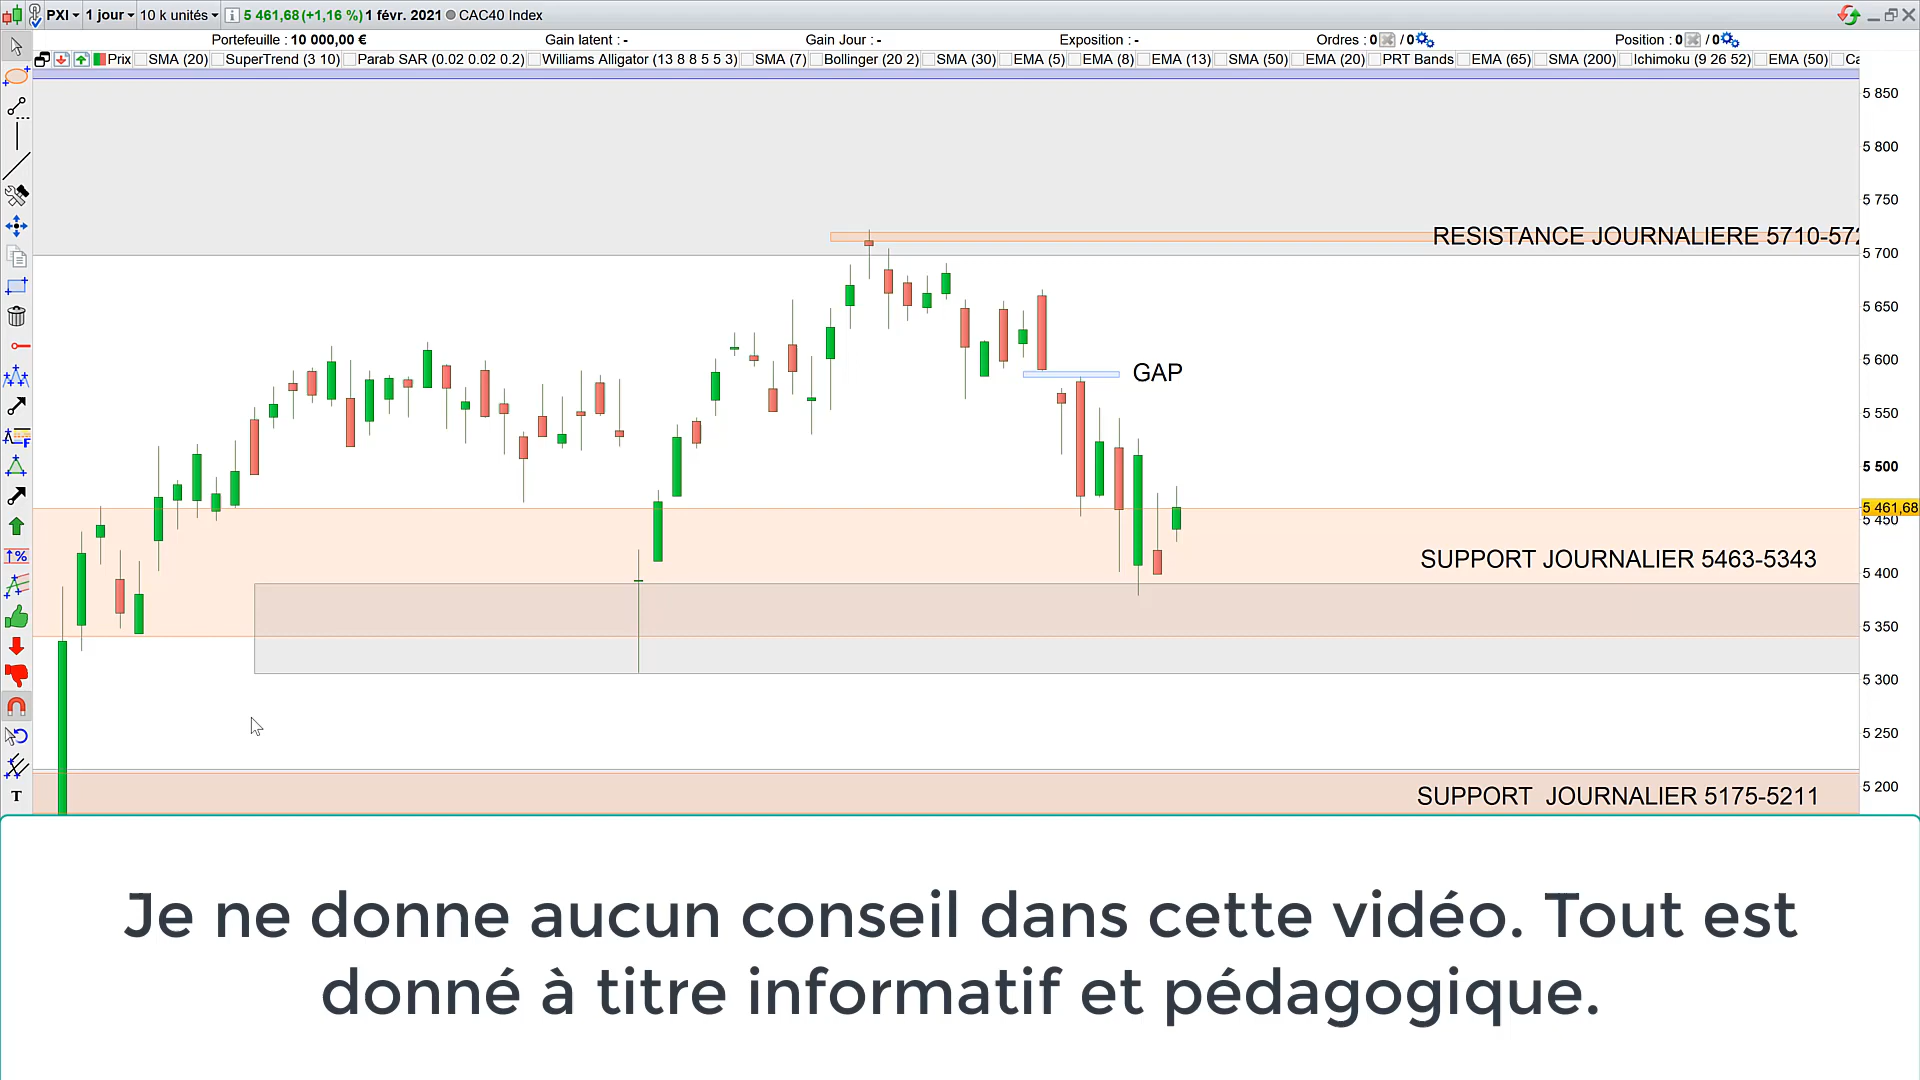 PXI 1 jour 10 k unités 5 461,68 (+1,16 %) 1 févr. 2021 CAC40 Index
Portefeuille : 10 000,00 € Gain latent : - Gain Jour : - Exposition : - Ordres : 0 / 0 Position : 0 / 0
Prix SMA (20) SuperTrend (3 10) Parab SAR (0.02 0.02 0.2) Williams Alligator (13 8 8 5 5 3) SMA (7) Bollinger (20 2) SMA (30) EMA (5) EMA (8) EMA (13) SMA (50) EMA (20) PRT Bands EMA (65) SMA (200) Ichimoku (9 26 52) EMA (50)
5 850
5 800
5 750
RESISTANCE JOURNALIERE 5710-572
5 700
5 650
5 600
GAP
5 550
5 500
5 461,68
5 450
SUPPORT JOURNALIER 5463-5343
5 400
5 350
5 300
5 250
5 200
SUPPORT JOURNALIER 5175-5211
Je ne donne aucun conseil dans cette vidéo. Tout est
donné à titre informatif et pédagogique.